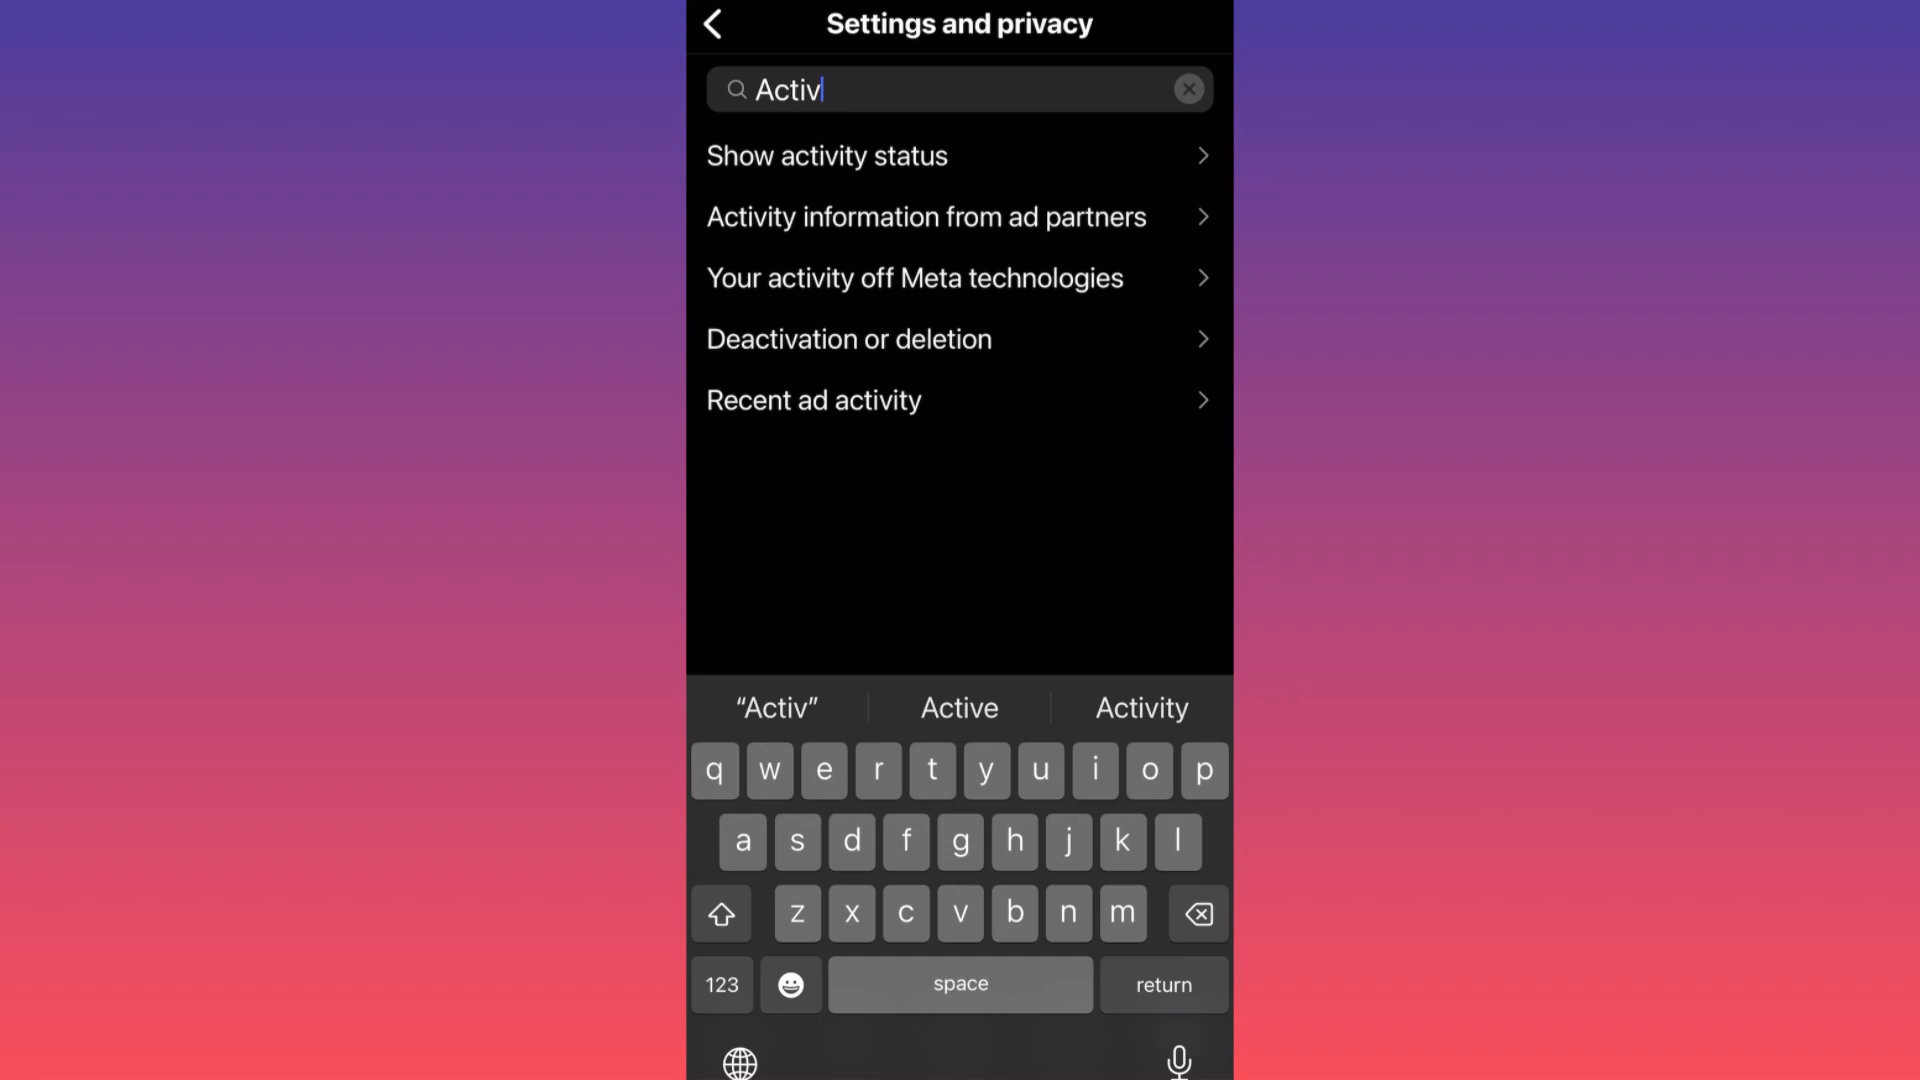 Settings and privacy
Activ
Show activity status
Activity information from ad partners
Your activity off Meta technologies
Deactivation or deletion
Recent ad activity
“Activ” Active Activity
q w e r t y u i o p
a s d f g h j k l
z x c v b n m
123 space return